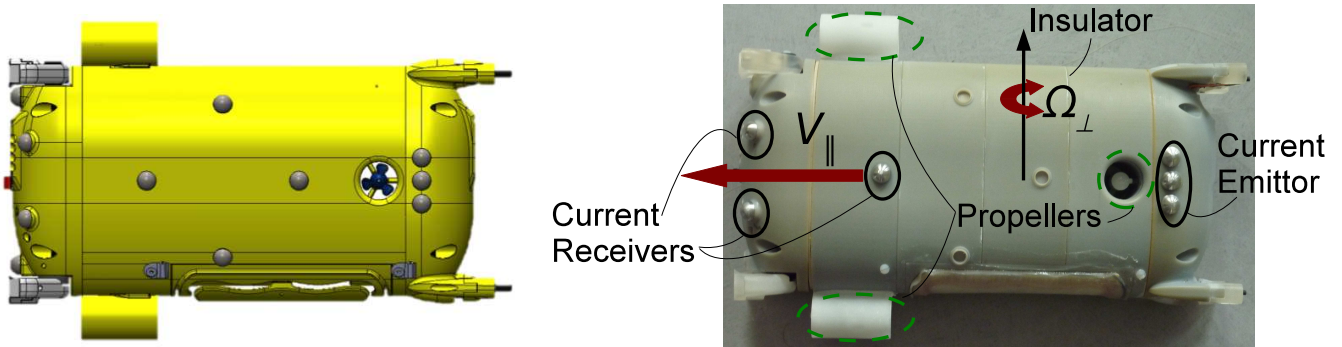 Insulator
Ω⊥
V∥
Current
Receivers
Propellers
Current
Emittor